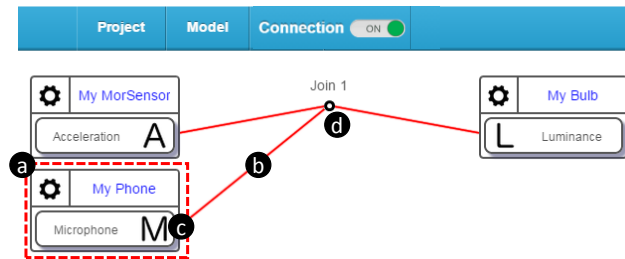 Project Model Connection ON
My MorSensor
Acceleration A
Join 1
d
My Bulb
L Luminance
a
b
My Phone
Microphone M
c